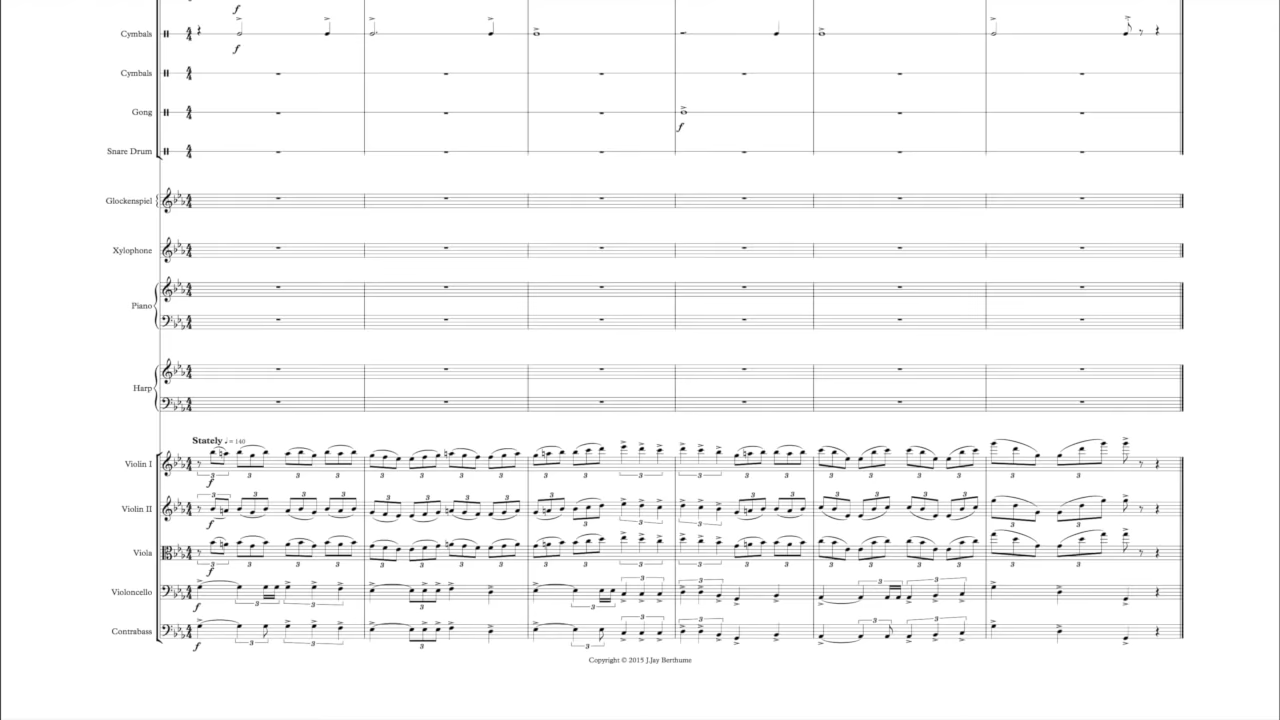 f
Cymbals
f
Cymbals
Gong
f
Snare Drum
Glockenspiel
Xylophone
Piano
Harp
Stately ♩ = 140
Violin I
f
Violin II
f
Viola
f
Violoncello
f
Contrabass
f
Copyright © 2015 J.Jay Berthume